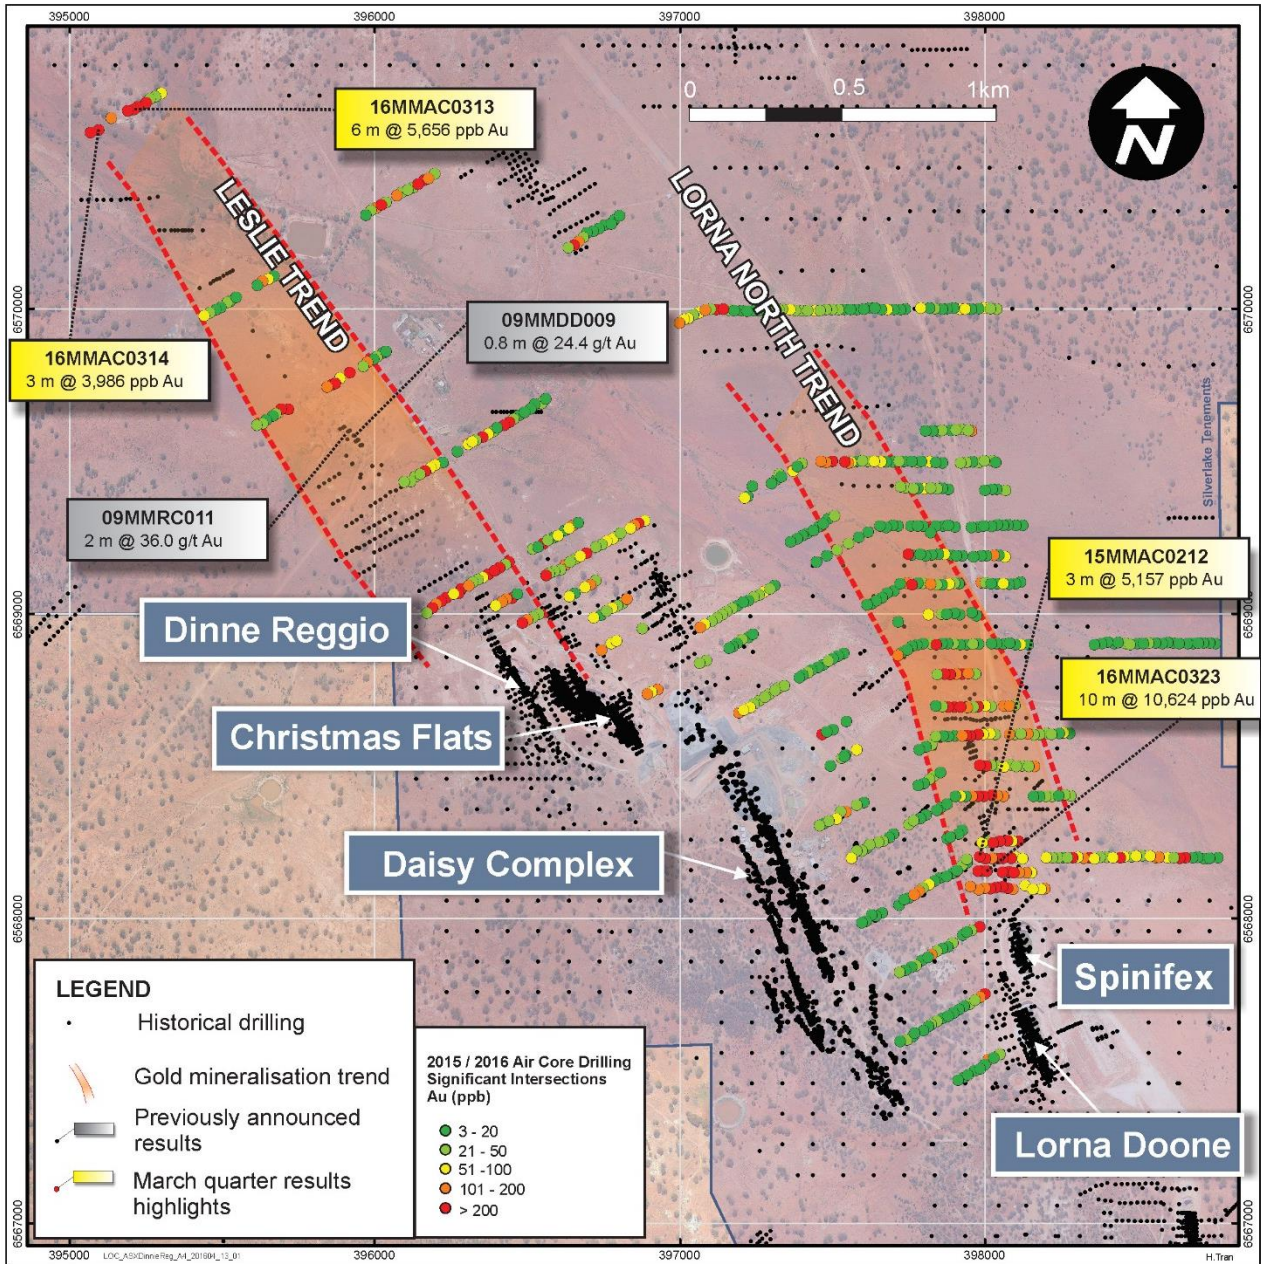 395000
396000
397000
398000
0
0.5
1km
N
16MMAC0313
6 m @ 5,656 ppb Au
LESLIE TREND
LORNA NORTH TREND
6570000
6570000
09MMDD009
0.8 m @ 24.4 g/t Au
16MMAC0314
3 m @ 3,986 ppb Au
Silverlake Tenements
09MMRC011
2 m @ 36.0 g/t Au
15MMAC0212
3 m @ 5,157 ppb Au
6569000
6569000
Dinne Reggio
16MMAC0323
10 m @ 10,624 ppb Au
Christmas Flats
Daisy Complex
6568000
6568000
Spinifex
Lorna Doone
LEGEND
Historical drilling
Gold mineralisation trend
Previously announced
results
March quarter results
highlights
2015 / 2016 Air Core Drilling
Significant Intersections
Au (ppb)
3 - 20
21 - 50
51 -100
101 - 200
> 200
6567000
6567000
395000
LOC_ASXDinneReg_A4_201604_13_01
396000
397000
398000
H.Tran